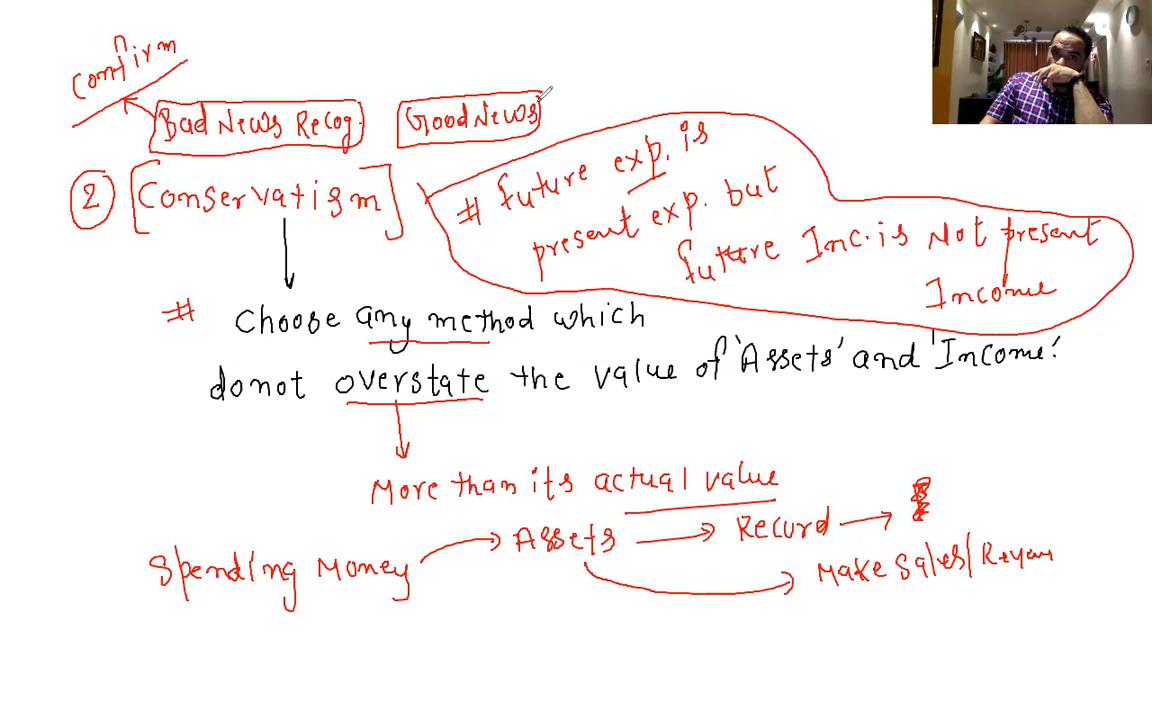 Confirm
Bad News Recog. Good News
2 [Conservatism]
# future exp. is
present exp. but
future Inc. is Not present
Income
# Choose any method which
do not overstate the value of 'Assets' and 'Income'.
More than its actual value
Spending Money → Assets → Record →
Make Sales/